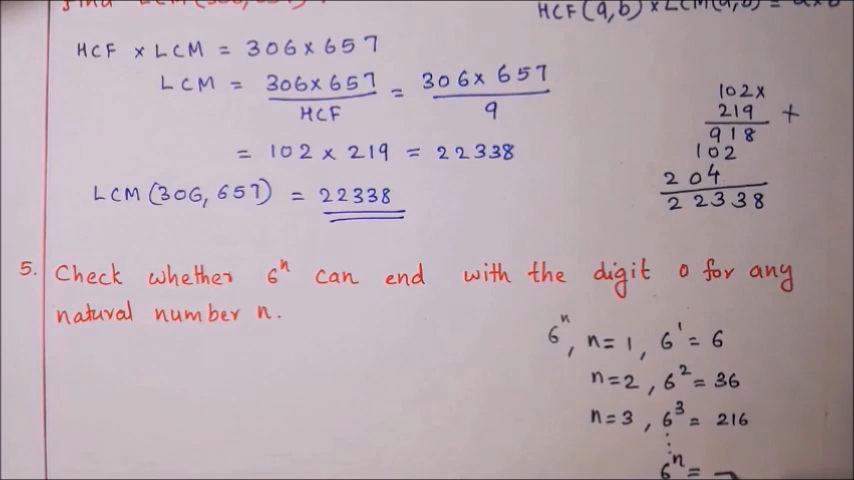 HCF(a,b) × LCM(a,b) = a×b
HCF × LCM = 306 × 657
LCM = 306×657 / HCF = 306 × 657 / 9
= 102 × 219 = 22338
LCM (306, 657) = 22338
102×
219 +
918
102
204
22338
5. Check whether 6ⁿ can end with the digit 0 for any
natural number n.
6ⁿ, n=1, 6¹ = 6
n=2, 6² = 36
n=3, 6³ = 216
⋮
6ⁿ =